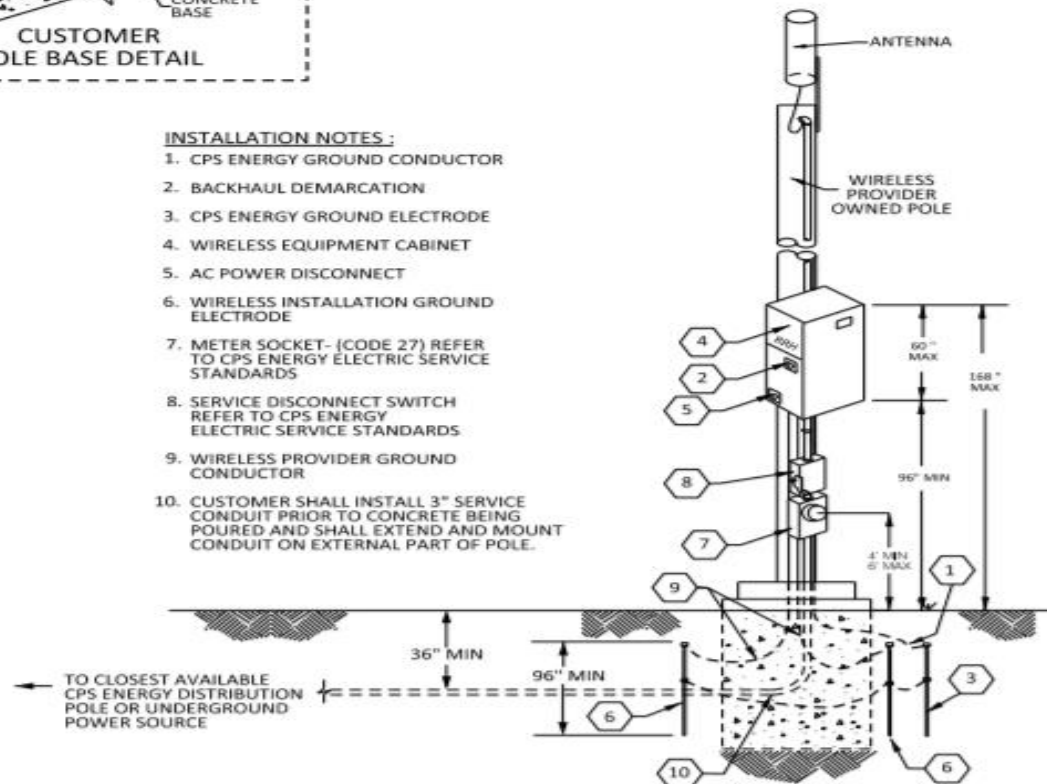 CONCRETE
BASE
CUSTOMER
OLE BASE DETAIL
INSTALLATION NOTES :
1. CPS ENERGY GROUND CONDUCTOR
2. BACKHAUL DEMARCATION
3. CPS ENERGY GROUND ELECTRODE
4. WIRELESS EQUIPMENT CABINET
5. AC POWER DISCONNECT
6. WIRELESS INSTALLATION GROUND
ELECTRODE
7. METER SOCKET- (CODE 27) REFER
TO CPS ENERGY ELECTRIC SERVICE
STANDARDS
8. SERVICE DISCONNECT SWITCH
REFER TO CPS ENERGY
ELECTRIC SERVICE STANDARDS
9. WIRELESS PROVIDER GROUND
CONDUCTOR
10. CUSTOMER SHALL INSTALL 3" SERVICE
CONDUIT PRIOR TO CONCRETE BEING
POURED AND SHALL EXTEND AND MOUNT
CONDUIT ON EXTERNAL PART OF POLE.
ANTENNA
WIRELESS
PROVIDER
OWNED POLE
4
RRH
2
5
60 "
MAX
168 "
MAX
96" MIN
8
7
4' MIN
6' MAX
9
1
36" MIN
96" MIN
TO CLOSEST AVAILABLE
CPS ENERGY DISTRIBUTION
POLE OR UNDERGROUND
POWER SOURCE
6
3
10
6